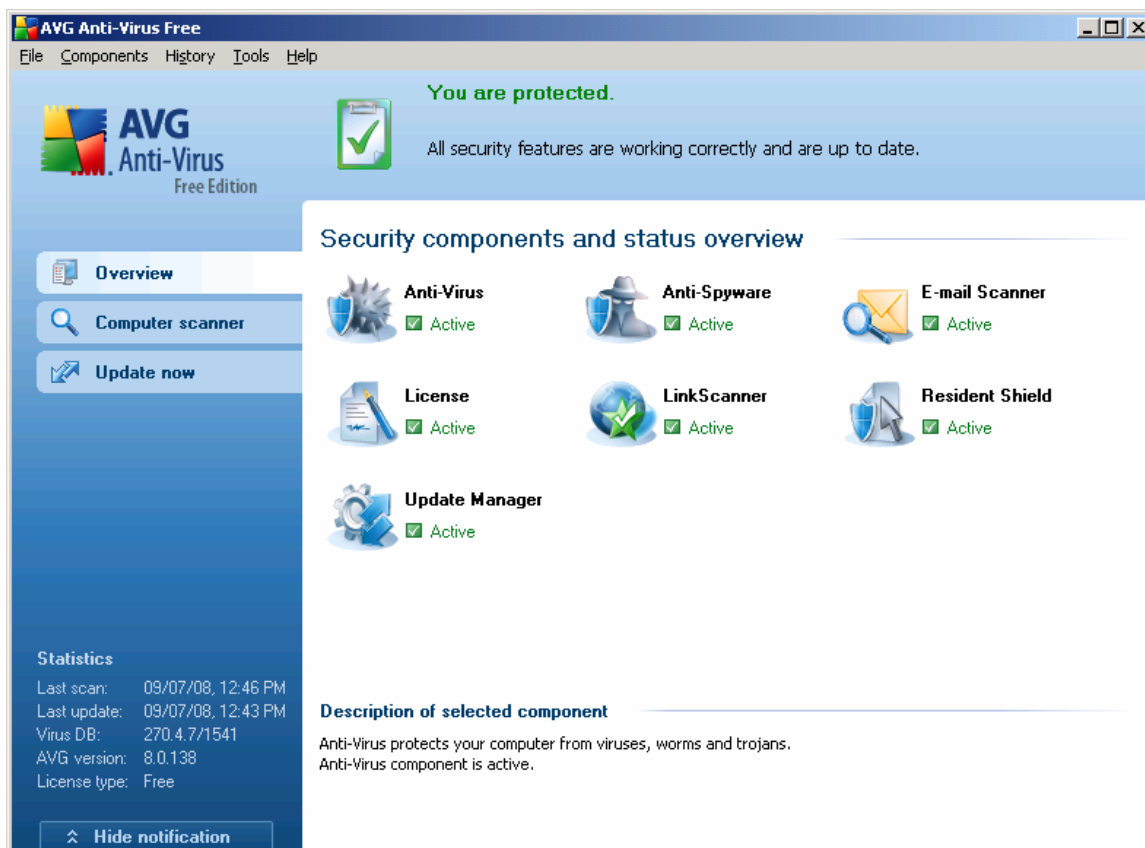 AVG Anti-Virus Free
File Components History Tools Help
AVG
Anti-Virus
Free Edition
You are protected.
All security features are working correctly and are up to date.
Overview
Computer scanner
Update now
Security components and status overview
Anti-Virus
Active
Anti-Spyware
Active
E-mail Scanner
Active
License
Active
LinkScanner
Active
Resident Shield
Active
Update Manager
Active
Statistics
Last scan: 09/07/08, 12:46 PM
Last update: 09/07/08, 12:43 PM
Virus DB: 270.4.7/1541
AVG version: 8.0.138
License type: Free
Hide notification
Description of selected component
Anti-Virus protects your computer from viruses, worms and trojans.
Anti-Virus component is active.